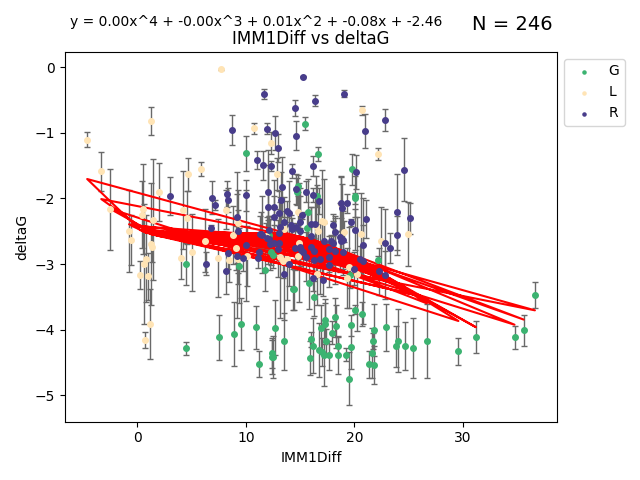 y = 0.00x^4 + -0.00x^3 + 0.01x^2 + -0.08x + -2.46
N = 246
IMM1Diff vs deltaG
G
L
R
deltaG
0
−1
−2
−3
−4
−5
0 10 20 30
IMM1Diff